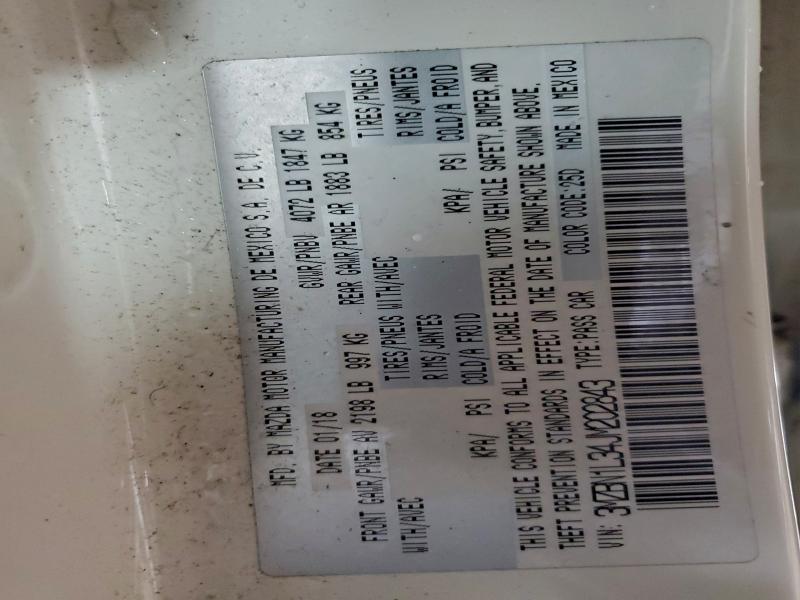 MFD. BY MAZDA MOTOR MANUFACTURING DE MEXICO S.A. DE C.V.
DATE 01/18 GVWR/PNBV 4072 LB 1847 KG
FRONT GAWR/PNBE AV 2198 LB 997 KG REAR GAWR/PNBE AR 1883 LB 854 KG
WITH/AVEC TIRES/PNEUS WITH/AVEC TIRES/PNEUS
RIMS/JANTES RIMS/JANTES
KPA/ PSI COLD/A FROID KPA/ PSI COLD/A FROID
THIS VEHICLE CONFORMS TO ALL APPLICABLE FEDERAL MOTOR VEHICLE SAFETY, BUMPER, AND
THEFT PREVENTION STANDARDS IN EFFECT ON THE DATE OF MANUFACTURE SHOWN ABOVE.
VIN: 3MZBN1L34JM202843 TYPE:PASS CAR COLOR CODE:25D MADE IN MEXICO